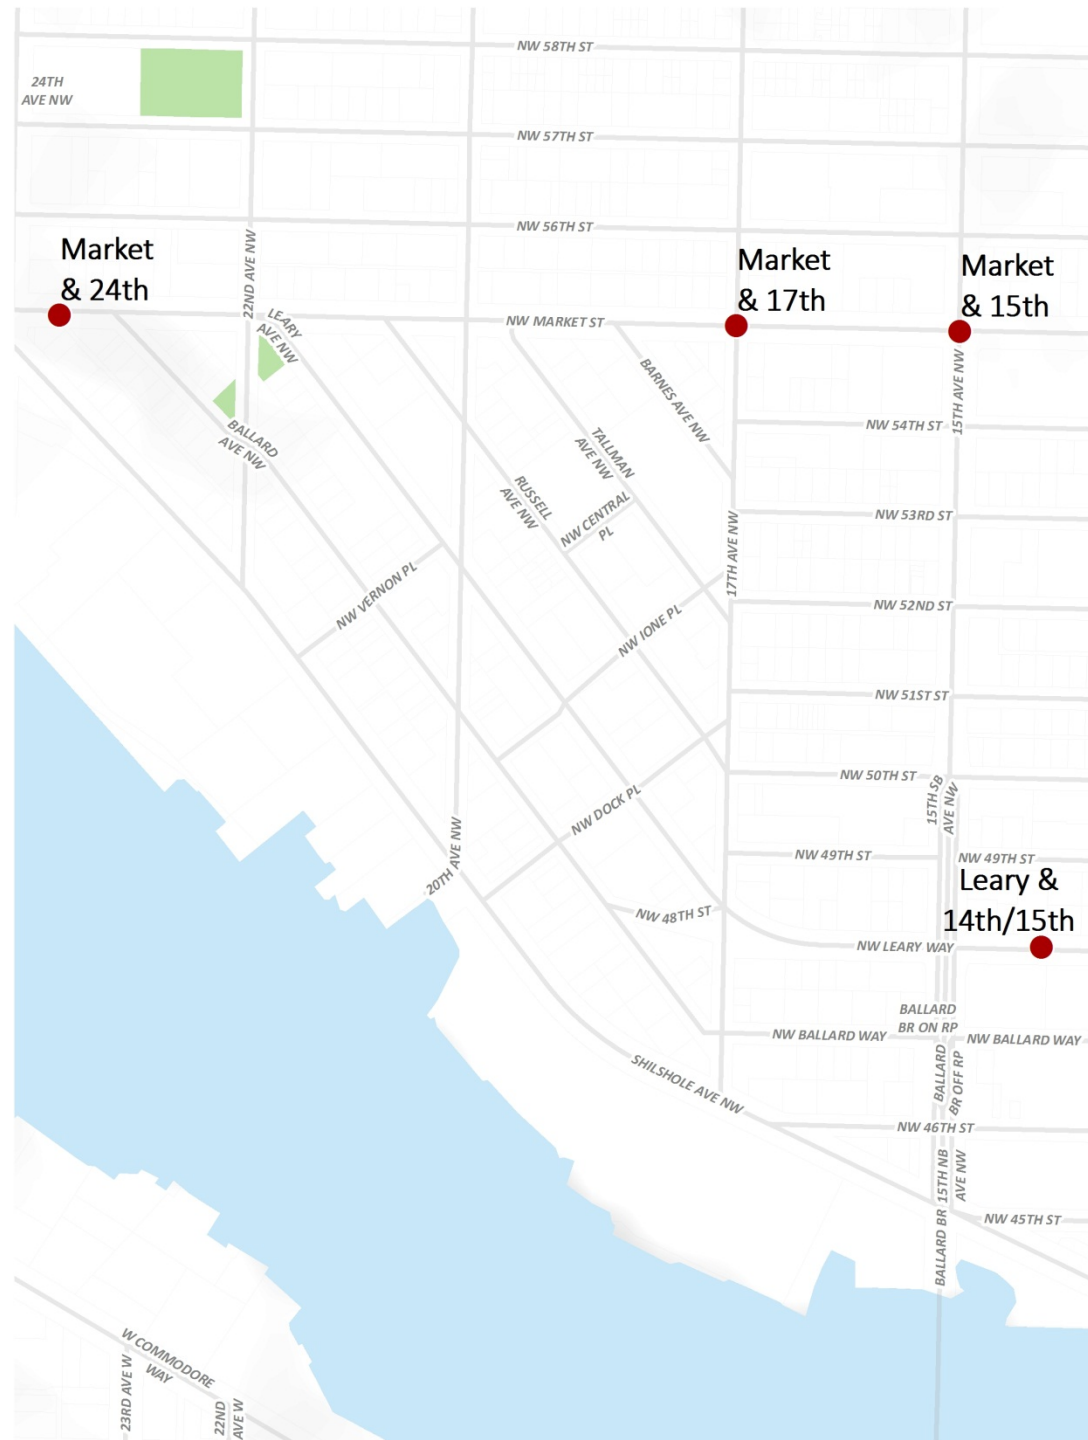 NW 58TH ST
24TH
AVE NW
NW 57TH ST
NW 56TH ST
22ND AVE NW
Market
& 24th
Market
& 17th
Market
& 15th
LEARY
AVE NW
NW MARKET ST
BARNES AVE NW
15TH AVE NW
NW 54TH ST
BALLARD
AVE NW
TALLMAN
AVE NW
RUSSELL
AVE NW
NW CENTRAL
PL
17TH AVE NW
NW 53RD ST
NW VERNON PL
NW IONE PL
NW 52ND ST
NW 51ST ST
NW 50TH ST
15TH SB
AVE NW
NW DOCK PL
20TH AVE NW
NW 49TH ST
NW 49TH ST
Leary &
14th/15th
NW 48TH ST
NW LEARY WAY
BALLARD
BR ON RP
NW BALLARD WAY
NW BALLARD WAY
SHILSHOLE AVE NW
BALLARD
BR OFF RP
NW 46TH ST
BALLARD BR 15TH NB
AVE NW
NW 45TH ST
W COMMODORE
WAY
23RD AVE W
22ND
AVE W